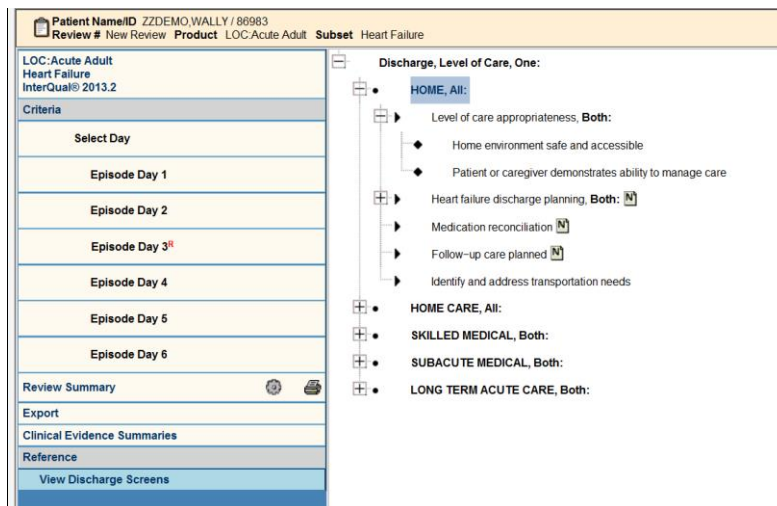 Patient Name/ID ZZDEMO,WALLY / 86983
Review # New Review Product LOC:Acute Adult Subset Heart Failure
LOC:Acute Adult
Heart Failure
InterQual® 2013.2
Criteria
Select Day
Episode Day 1
Episode Day 2
Episode Day 3R
Episode Day 4
Episode Day 5
Episode Day 6
Review Summary
Export
Clinical Evidence Summaries
Reference
View Discharge Screens
Discharge, Level of Care, One:
HOME, All:
Level of care appropriateness, Both:
Home environment safe and accessible
Patient or caregiver demonstrates ability to manage care
Heart failure discharge planning, Both: N
Medication reconciliation N
Follow-up care planned N
Identify and address transportation needs
HOME CARE, All:
SKILLED MEDICAL, Both:
SUBACUTE MEDICAL, Both:
LONG TERM ACUTE CARE, Both: